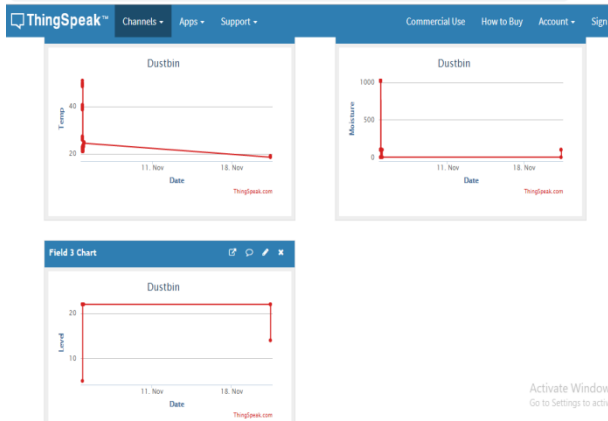 ThingSpeak™ Channels Apps Support Commercial Use How to Buy Account Sign
Dustbin
Temp
40
20
11. Nov 18. Nov
Date
ThingSpeak.com
Dustbin
Moisture
1000
500
0
11. Nov 18. Nov
Date
ThingSpeak.com
Field 3 Chart
Dustbin
Level
20
10
11. Nov 18. Nov
Date
ThingSpeak.com
Activate Window
Go to Settings to activ